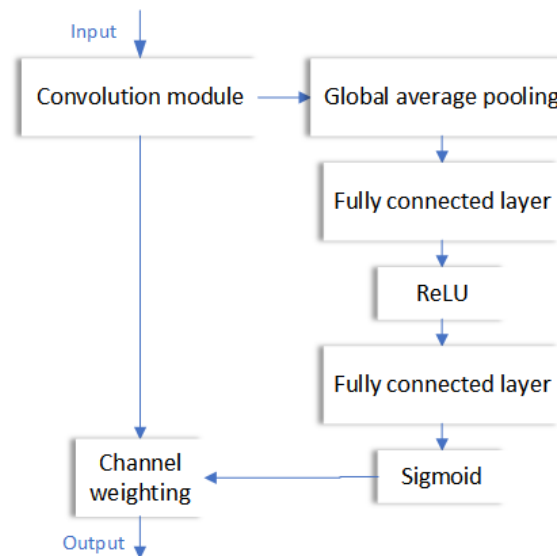 Input
Convolution module
Global average pooling
Fully connected layer
ReLU
Fully connected layer
Sigmoid
Channel
weighting
Output